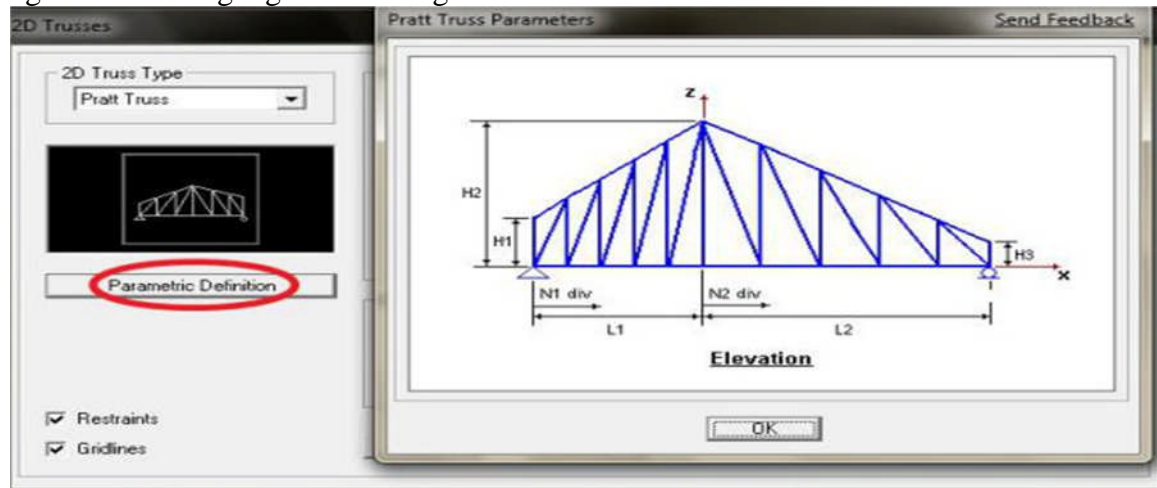 2D Trusses
2D Truss Type
Pratt Truss
Parametric Definition
Restraints
Gridlines
Pratt Truss Parameters
Send Feedback
z
H2
H1
H3
x
N1 div
N2 div
L1
L2
Elevation
OK